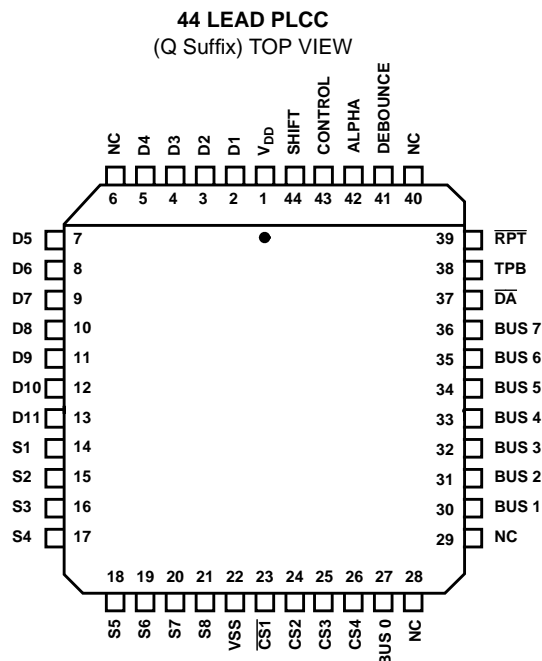 44 LEAD PLCC
(Q Suffix) TOP VIEW
NC D4 D3 D2 D1 V_DD SHIFT CONTROL ALPHA DEBOUNCE NC
6 5 4 3 2 1 44 43 42 41 40
D5 7 39 R̅P̅T̅
D6 8 38 TPB
D7 9 37 D̅A̅
D8 10 36 BUS 7
D9 11 35 BUS 6
D10 12 34 BUS 5
D11 13 33 BUS 4
S1 14 32 BUS 3
S2 15 31 BUS 2
S3 16 30 BUS 1
S4 17 29 NC
18 19 20 21 22 23 24 25 26 27 28
S5 S6 S7 S8 VSS C̅S̅1̅ CS2 CS3 CS4 BUS 0 NC